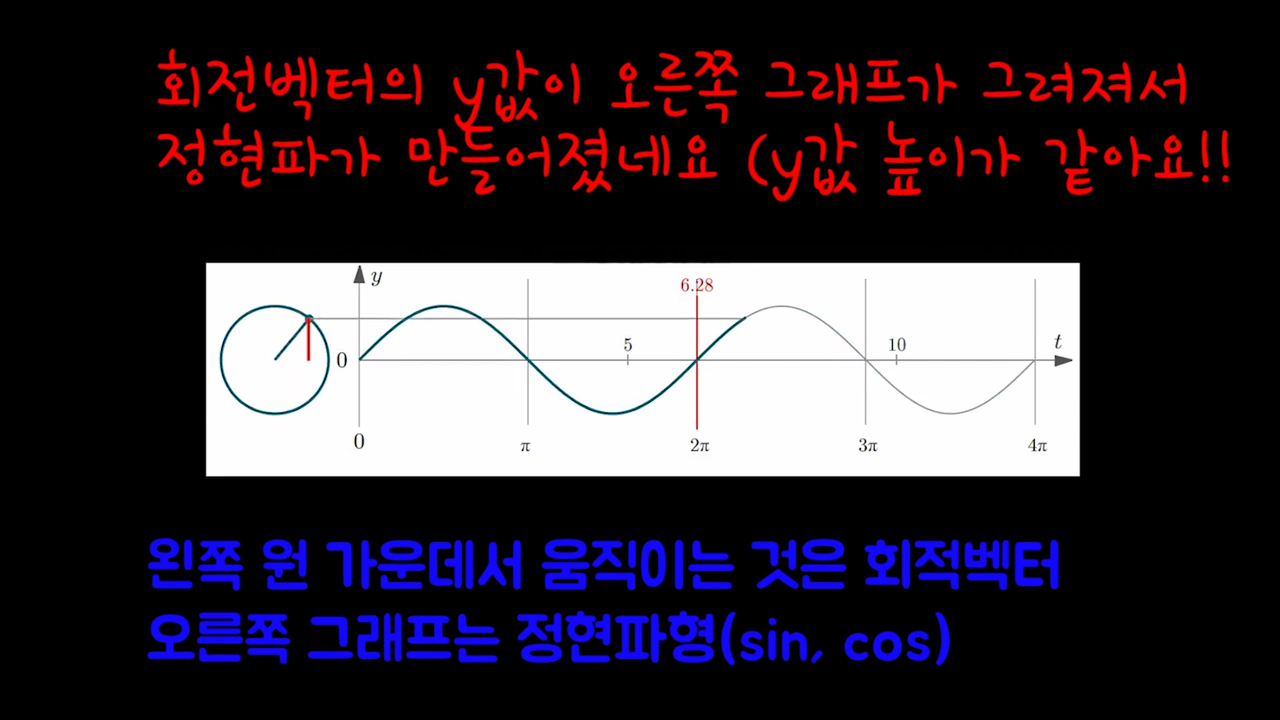 회전벡터의 y값이 오른쪽 그래프가 그려져서
정현파가 만들어졌네요 (y값 높이가 같아요!!
y
6.28
5
10
t
0
0
π
2π
3π
4π
왼쪽 원 가운데서 움직이는 것은 회적벡터
오른쪽 그래프는 정현파형(sin, cos)